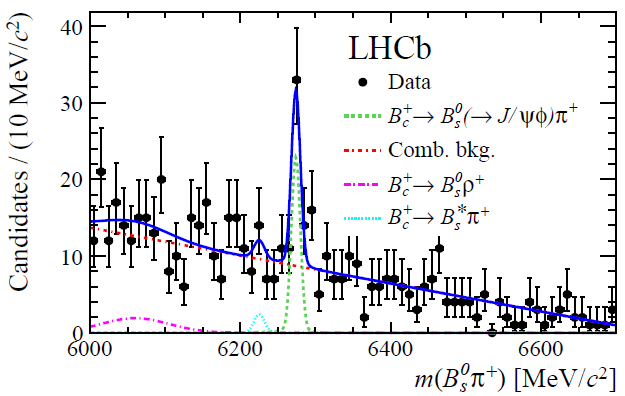 LHCb
Data
B_c^+ → B_s^0(→ J/ψϕ)π^+
Comb. bkg.
B_c^+ → B_s^0ρ^+
B_c^+ → B_s^*π^+
Candidates / (10 MeV/c^2)
40
30
20
10
0
6000 6200 6400 6600
m(B_s^0π^+) [MeV/c^2]